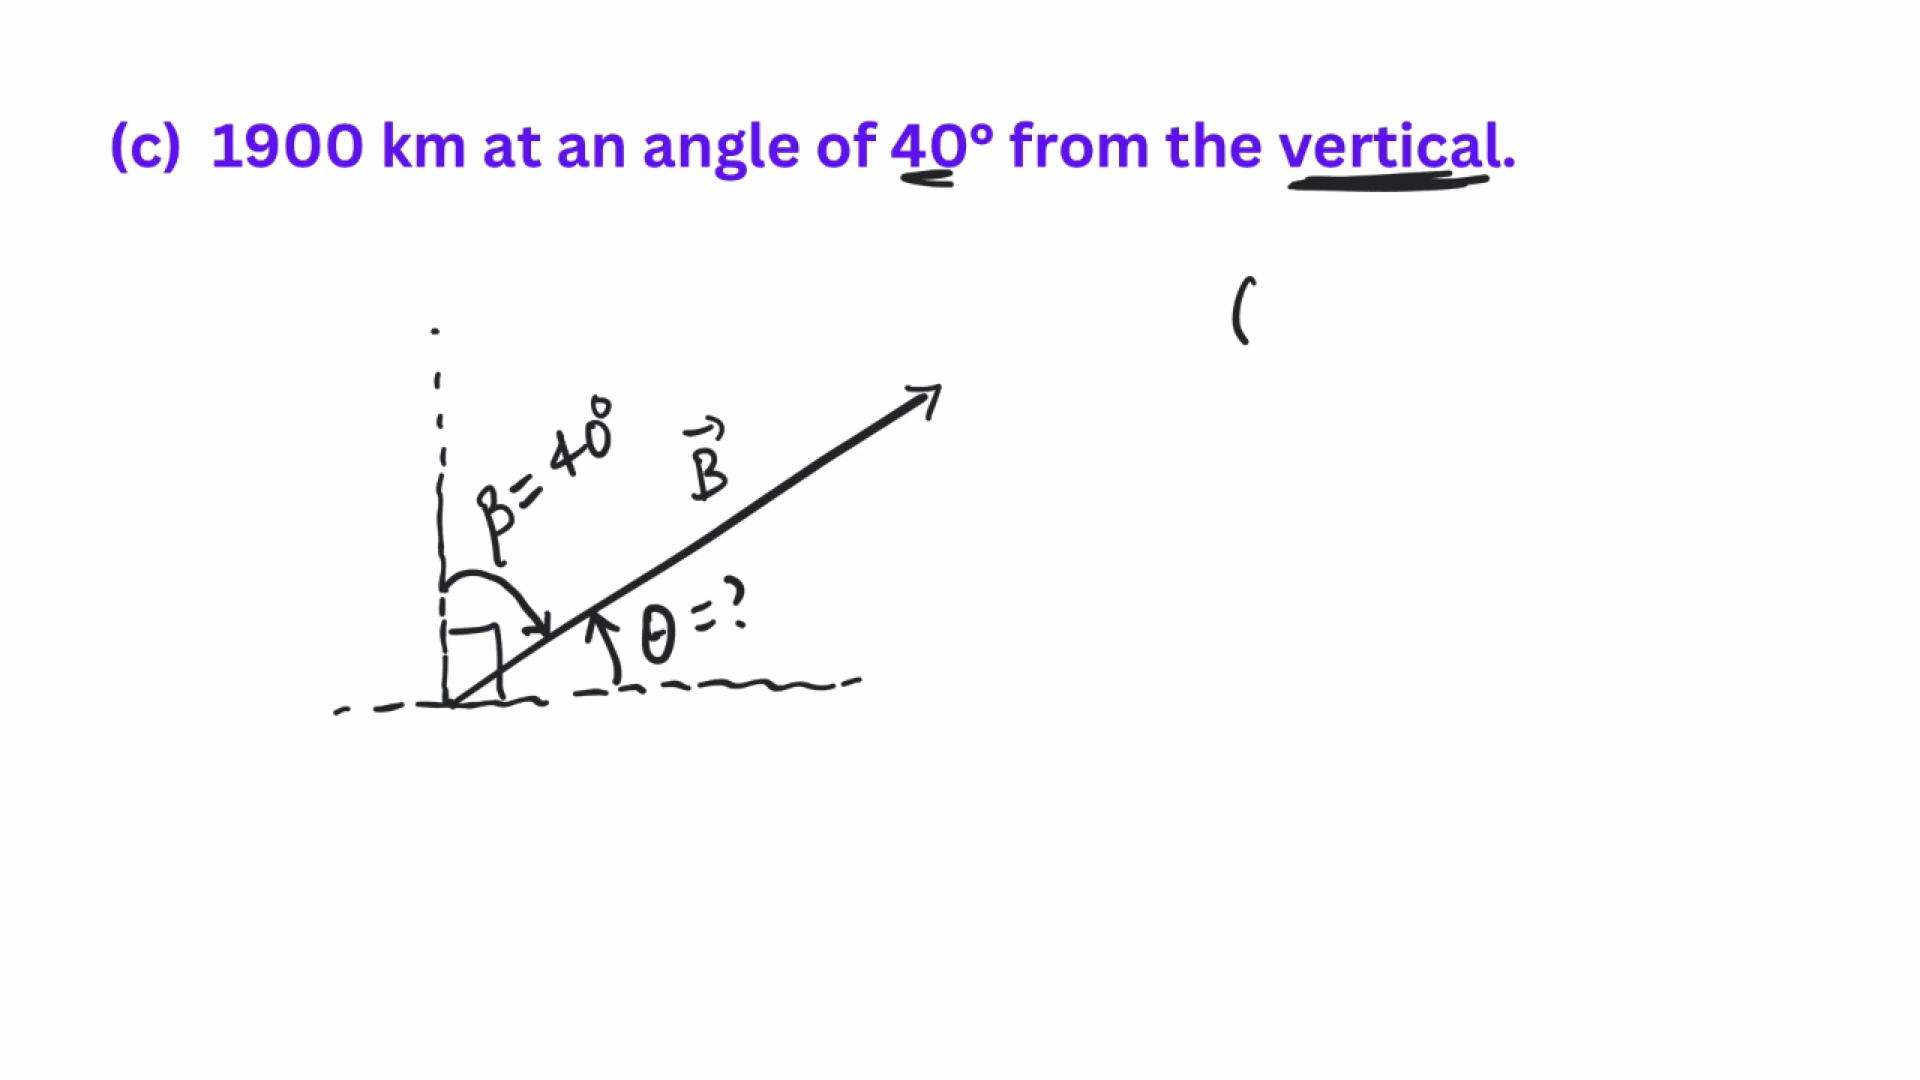 (c) 1900 km at an angle of 40° from the vertical.
(
β = 40°
B⃗
θ = ?